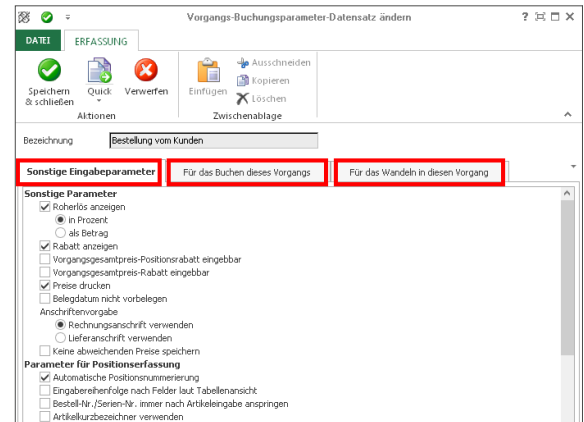 Vorgangs-Buchungsparameter-Datensatz ändern
?
DATEI ERFASSUNG
Speichern & schließen
Quick
Verwerfen
Aktionen
Einfügen
Ausschneiden
Kopieren
Löschen
Zwischenablage
Bezeichnung Bestellung vom Kunden
Sonstige Eingabeparameter Für das Buchen dieses Vorgangs Für das Wandeln in diesen Vorgang
Sonstige Parameter
Roherlös anzeigen
in Prozent
als Betrag
Rabatt anzeigen
Vorgangsgesamtpreis-Positionsrabatt eingebbar
Vorgangsgesamtpreis-Rabatt eingebbar
Preise drucken
Belegdatum nicht vorbelegen
Anschriftenvorgabe
Rechnungsanschrift verwenden
Lieferanschrift verwenden
Keine abweichenden Preise speichern
Parameter für Positionserfassung
Automatische Positionsnummerierung
Eingabereihenfolge nach Felder laut Tabellenansicht
Bestell-Nr./Serien-Nr. immer nach Artikeleingabe anspringen
Artikelkurzbezeichner verwenden